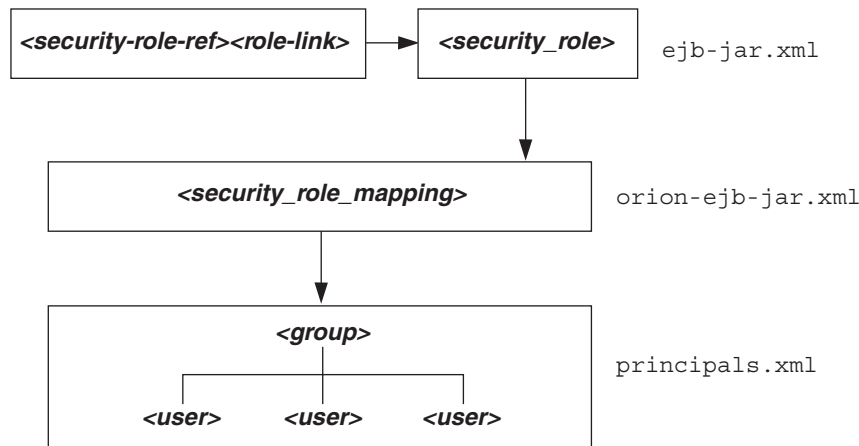 <security-role-ref><role-link>
<security_role>
ejb-jar.xml
<security_role_mapping>
orion-ejb-jar.xml
<group>
principals.xml
<user> <user> <user>